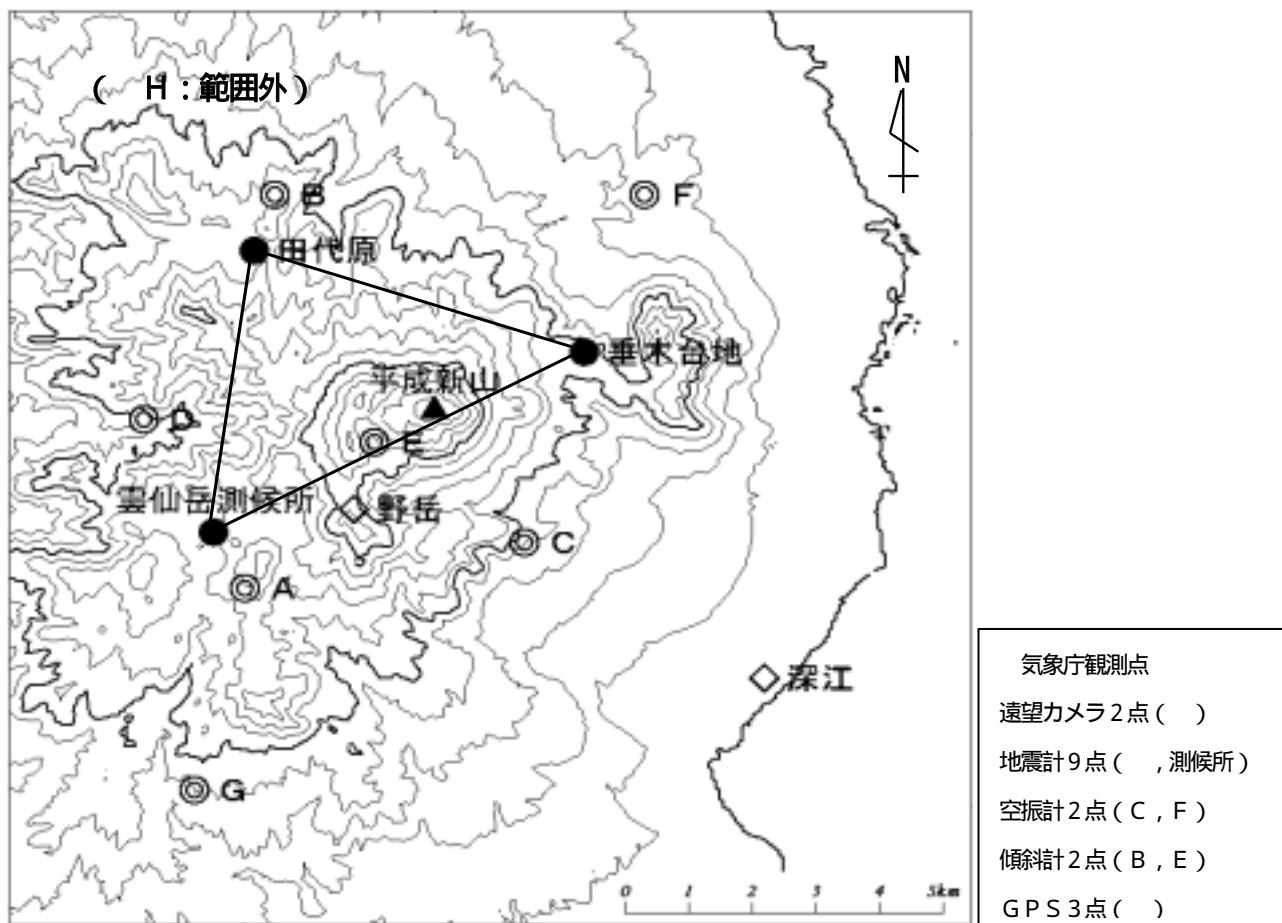 ( H:範囲外)
N
B
F
田代原
垂木台地
平成新山
D
E
雲仙岳測候所
野岳
C
A
深江
G
0 1 2 3 4 5km
気象庁観測点
遠望カメラ2点( )
地震計9点( ,測候所)
空振計2点(C,F)
傾斜計2点(B,E)
GPS3点( )